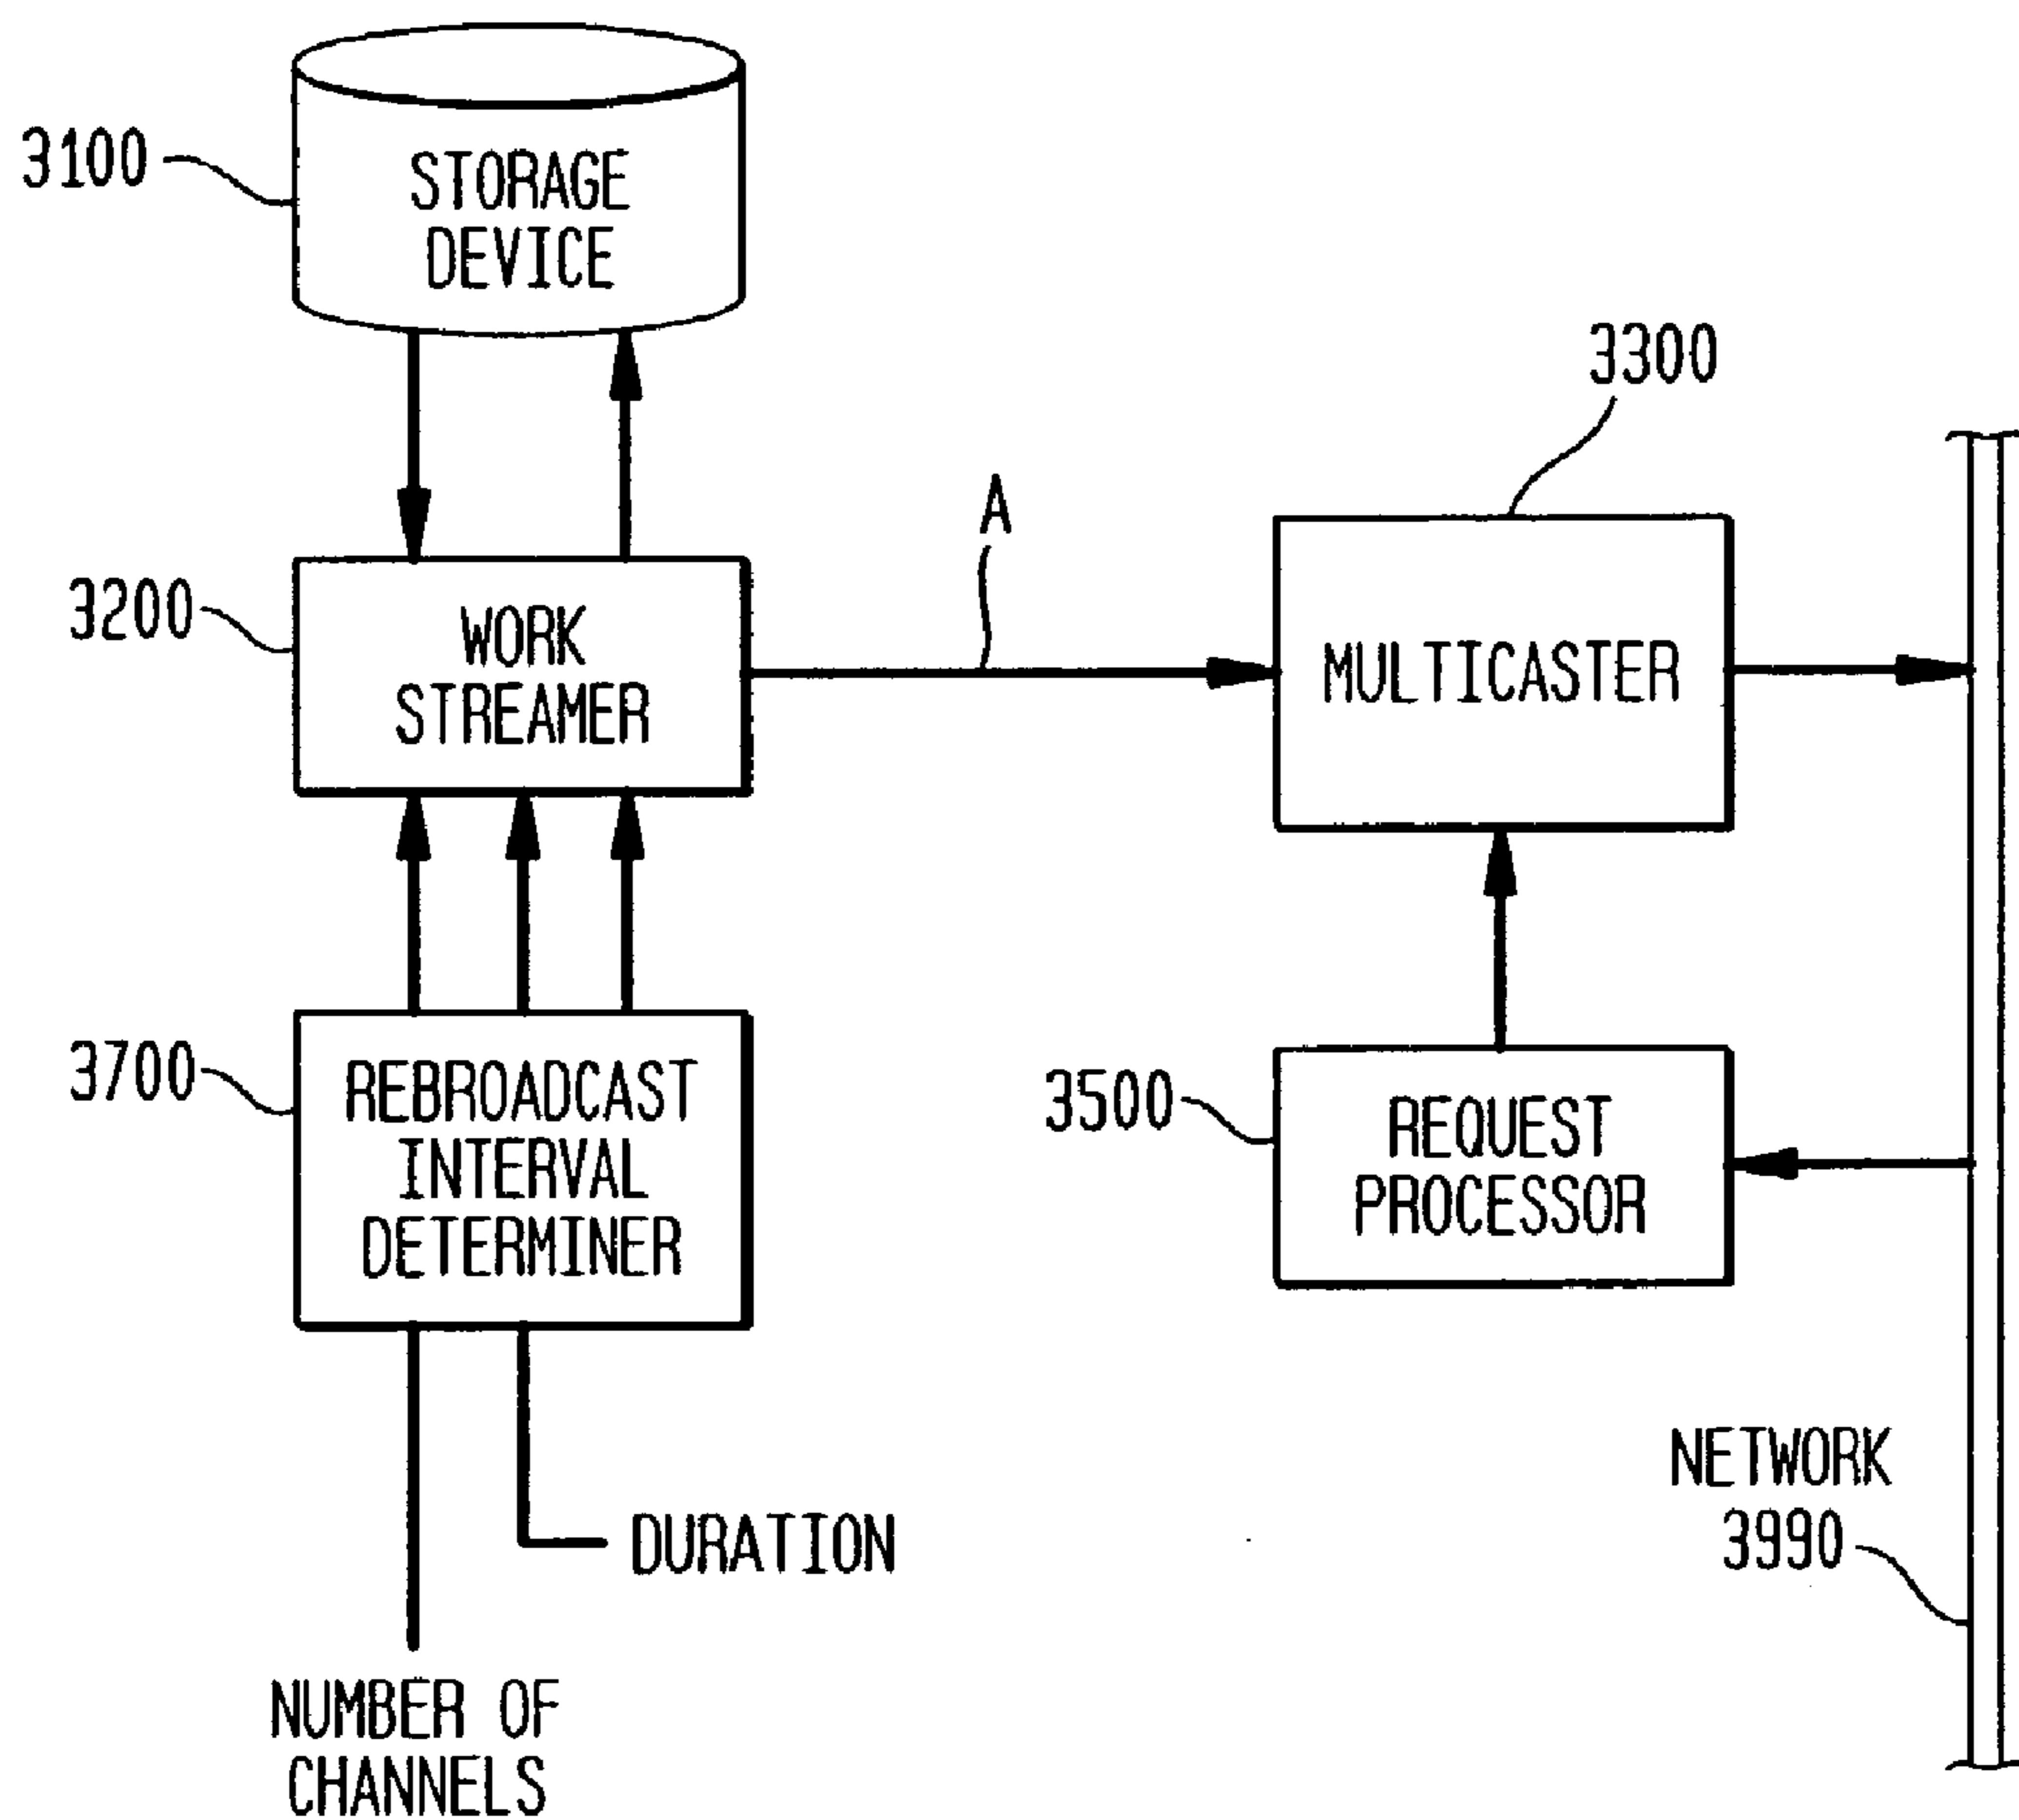 3100
STORAGE
DEVICE
3300
A
3200
WORK
STREAMER
MULTICASTER
3700
REBROADCAST
INTERVAL
DETERMINER
3500
REQUEST
PROCESSOR
DURATION
NETWORK
3990
NUMBER OF
CHANNELS